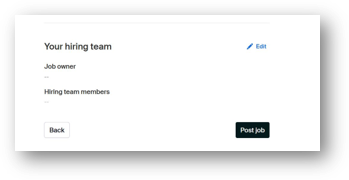 Your hiring team
Edit
Job owner
--
Hiring team members
--
Back
Post job